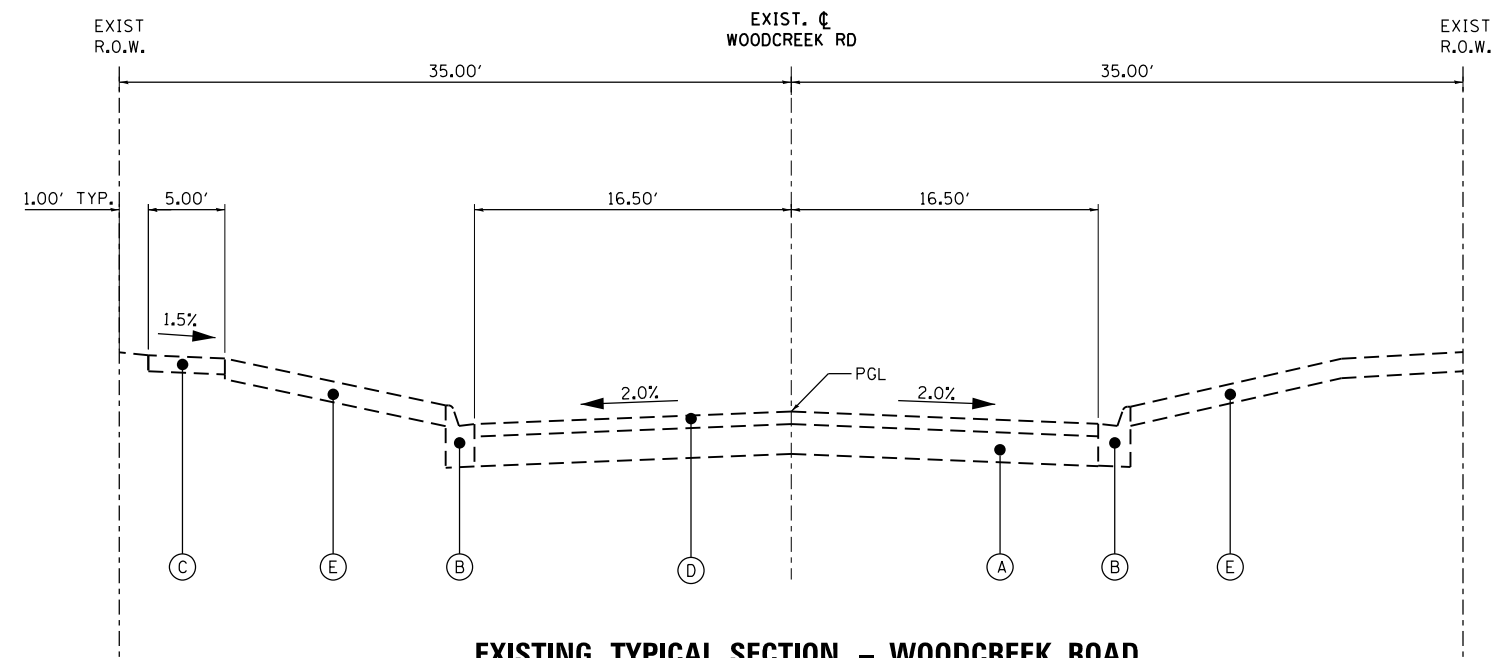 EXIST
R.O.W.
EXIST. ℄
WOODCREEK RD
EXIST
R.O.W.
35.00'
35.00'
1.00' TYP.
5.00'
16.50'
16.50'
1.5%
2.0%
PGL
2.0%
C
E
B
D
A
B
E
EXISTING TYPICAL SECTION – WOODCREEK ROAD